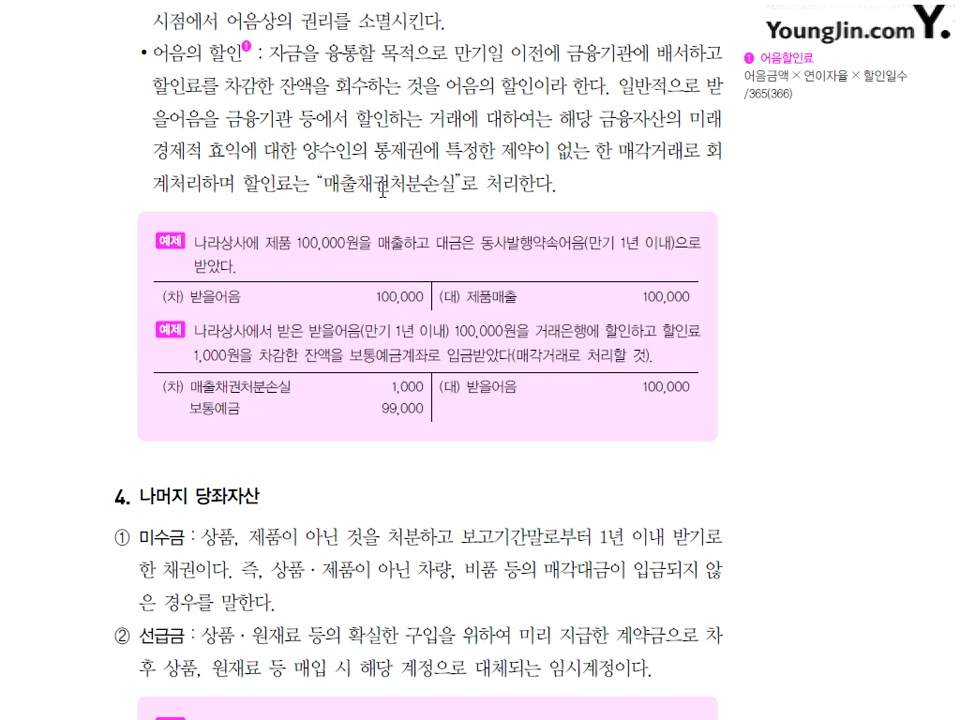 시점에서 어음상의 권리를 소멸시킨다.
• 어음의 할인❶ : 자금을 융통할 목적으로 만기일 이전에 금융기관에 배서하고
할인료를 차감한 잔액을 회수하는 것을 어음의 할인이라 한다. 일반적으로 받
을어음을 금융기관 등에서 할인하는 거래에 대하여는 해당 금융자산의 미래
경제적 효익에 대한 양수인의 통제권에 특정한 제약이 없는 한 매각거래로 회
계처리하며 할인료는 “매출채권처분손실”로 처리한다.
YoungJin.com Y.
❶ 어음할인료
어음금액 × 연이자율 × 할인일수
/365(366)
예제 나라상사에 제품 100,000원을 매출하고 대금은 동사발행약속어음(만기 1년 이내)으로
받았다.
(차) 받을어음 100,000 (대) 제품매출 100,000
예제 나라상사에서 받은 받을어음(만기 1년 이내) 100,000원을 거래은행에 할인하고 할인료
1,000원을 차감한 잔액을 보통예금계좌로 입금받았다(매각거래로 처리할 것).
(차) 매출채권처분손실 1,000 (대) 받을어음 100,000
보통예금 99,000
4. 나머지 당좌자산
① 미수금 : 상품, 제품이 아닌 것을 처분하고 보고기간말로부터 1년 이내 받기로
한 채권이다. 즉, 상품 · 제품이 아닌 차량, 비품 등의 매각대금이 입금되지 않
은 경우를 말한다.
② 선급금 : 상품 · 원재료 등의 확실한 구입을 위하여 미리 지급한 계약금으로 차
후 상품, 원재료 등 매입 시 해당 계정으로 대체되는 임시계정이다.